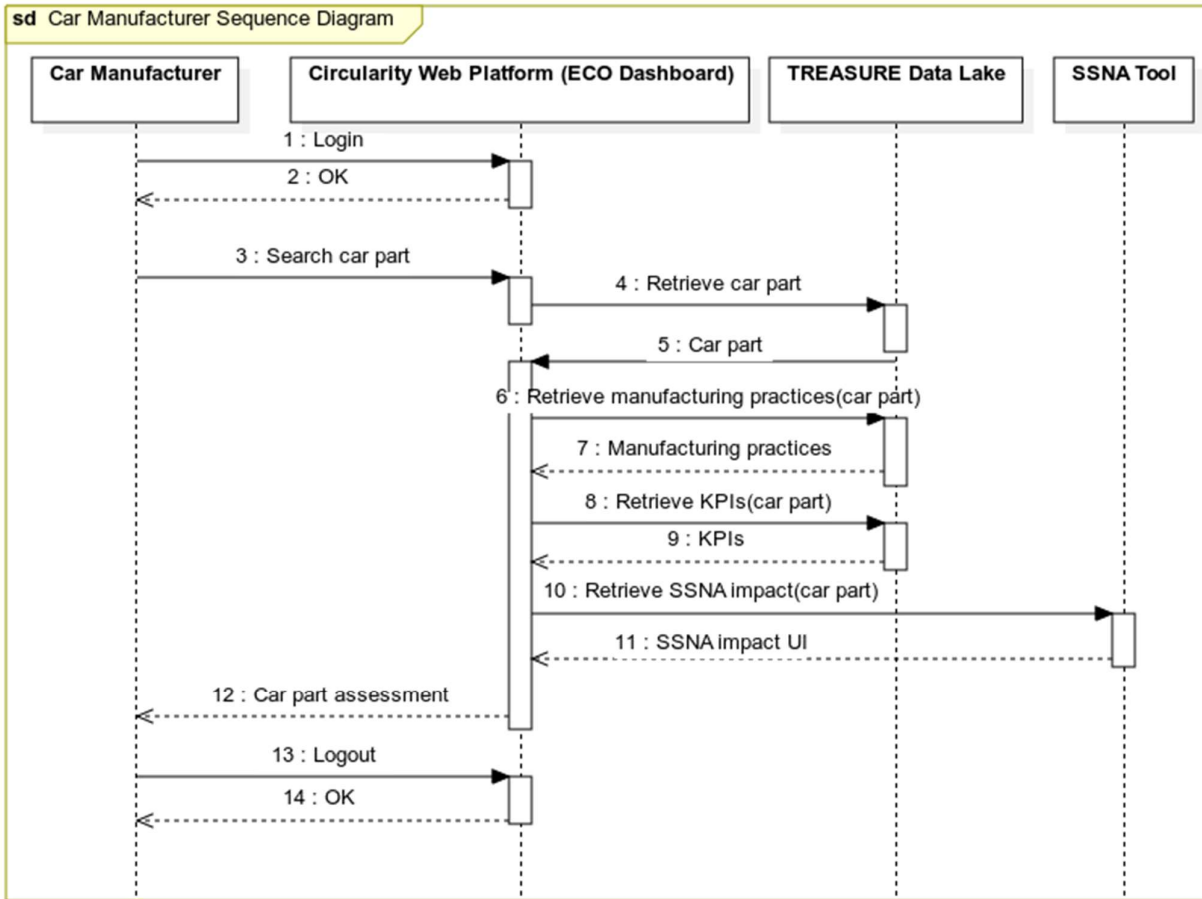 sd Car Manufacturer Sequence Diagram
Car Manufacturer
Circularity Web Platform (ECO Dashboard)
TREASURE Data Lake
SSNA Tool
1 : Login
2 : OK
3 : Search car part
4 : Retrieve car part
5 : Car part
6 : Retrieve manufacturing practices(car part)
7 : Manufacturing practices
8 : Retrieve KPIs(car part)
9 : KPIs
10 : Retrieve SSNA impact(car part)
11 : SSNA impact UI
12 : Car part assessment
13 : Logout
14 : OK